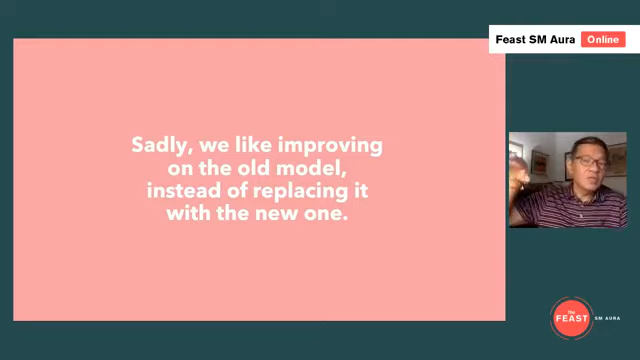 Feast SM Aura Online
Sadly, we like improving
on the old model,
instead of replacing it
with the new one.
the
FEAST SM AURA